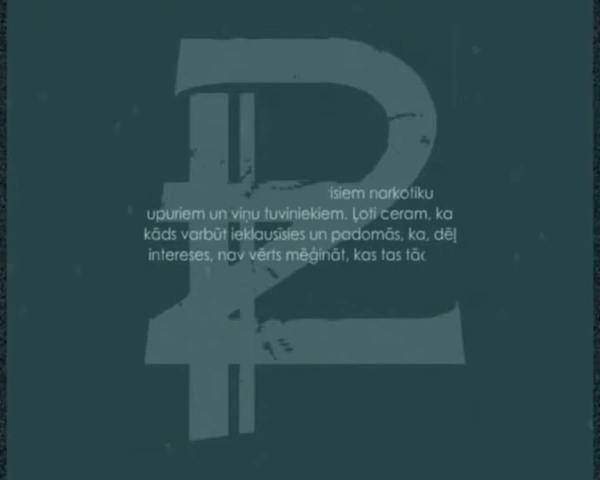 narkotiku
upuriem un viņu tuviniekiem. Ļoti ceram, ka
kāds varbūt ieklausīsies un padomās, ka, dēļ
intereses, nav vērts mēģināt, kas tas